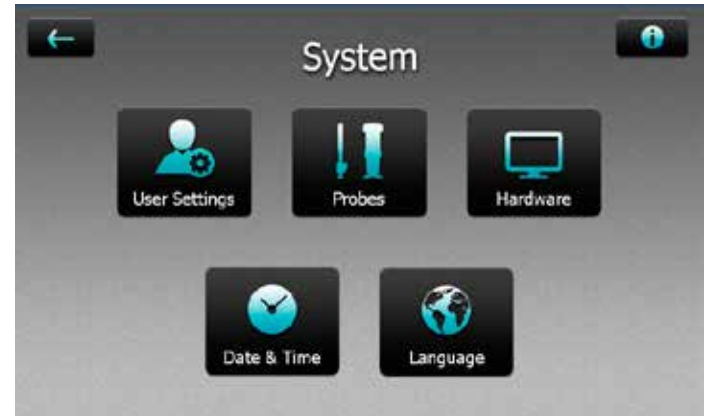 System
User Settings
Probes
Hardware
Date & Time
Language